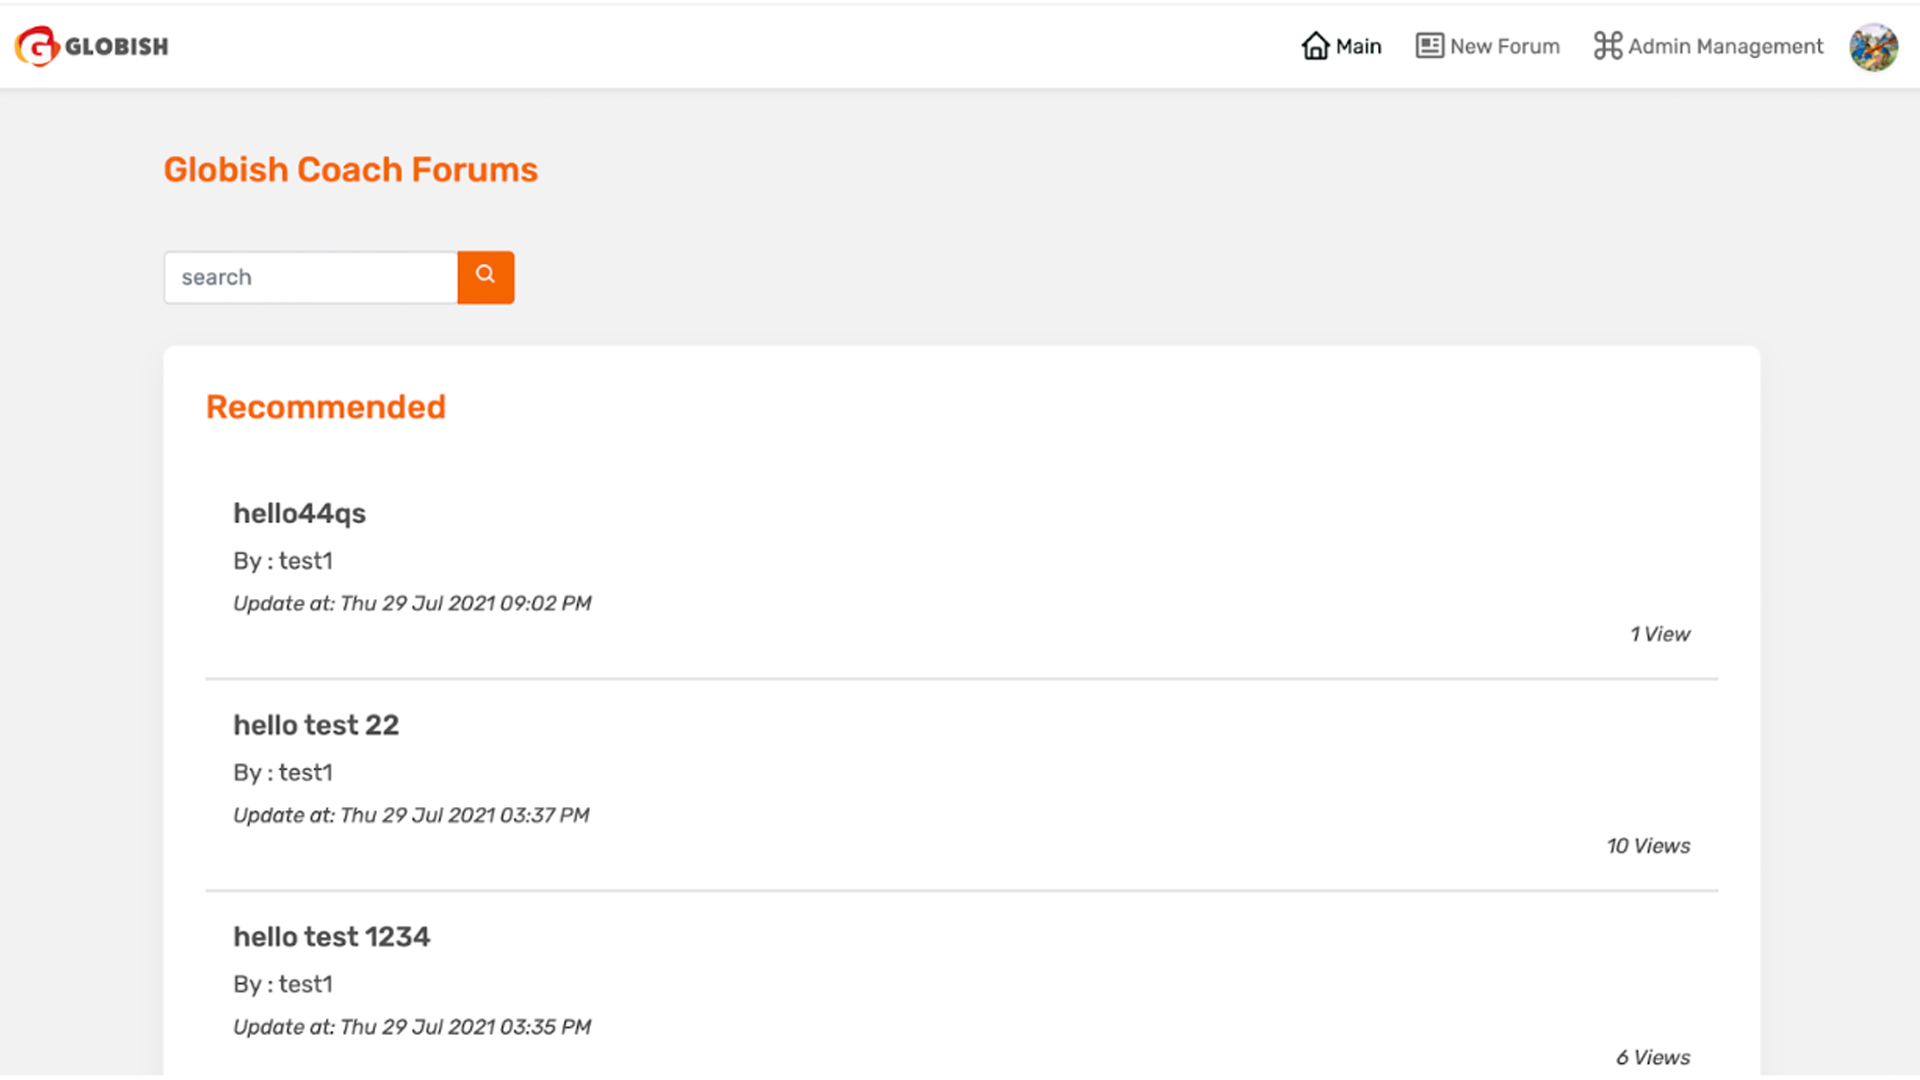 GLOBISH
Main
New Forum
Admin Management
Globish Coach Forums
search
Recommended
hello44qs
By : test1
Update at: Thu 29 Jul 2021 09:02 PM
1 View
hello test 22
By : test1
Update at: Thu 29 Jul 2021 03:37 PM
10 Views
hello test 1234
By : test1
Update at: Thu 29 Jul 2021 03:35 PM
6 Views